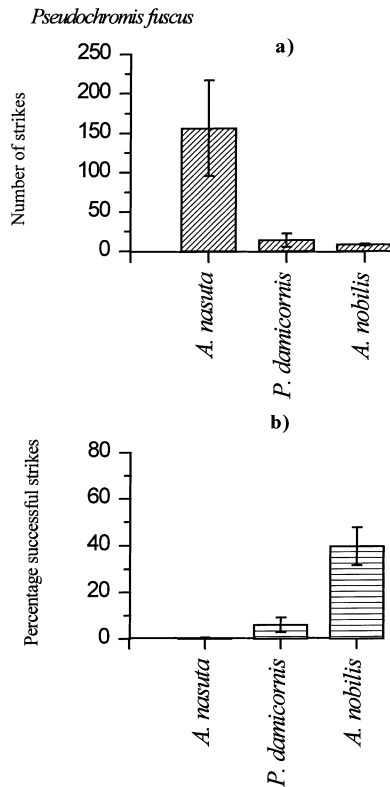 Pseudochromis fuscus
a)
Number of strikes
250
200
150
100
50
0
A. nasuta
P. damicornis
A. nobilis
b)
Percentage successful strikes
80
60
40
20
0
A. nasuta
P. damicornis
A. nobilis